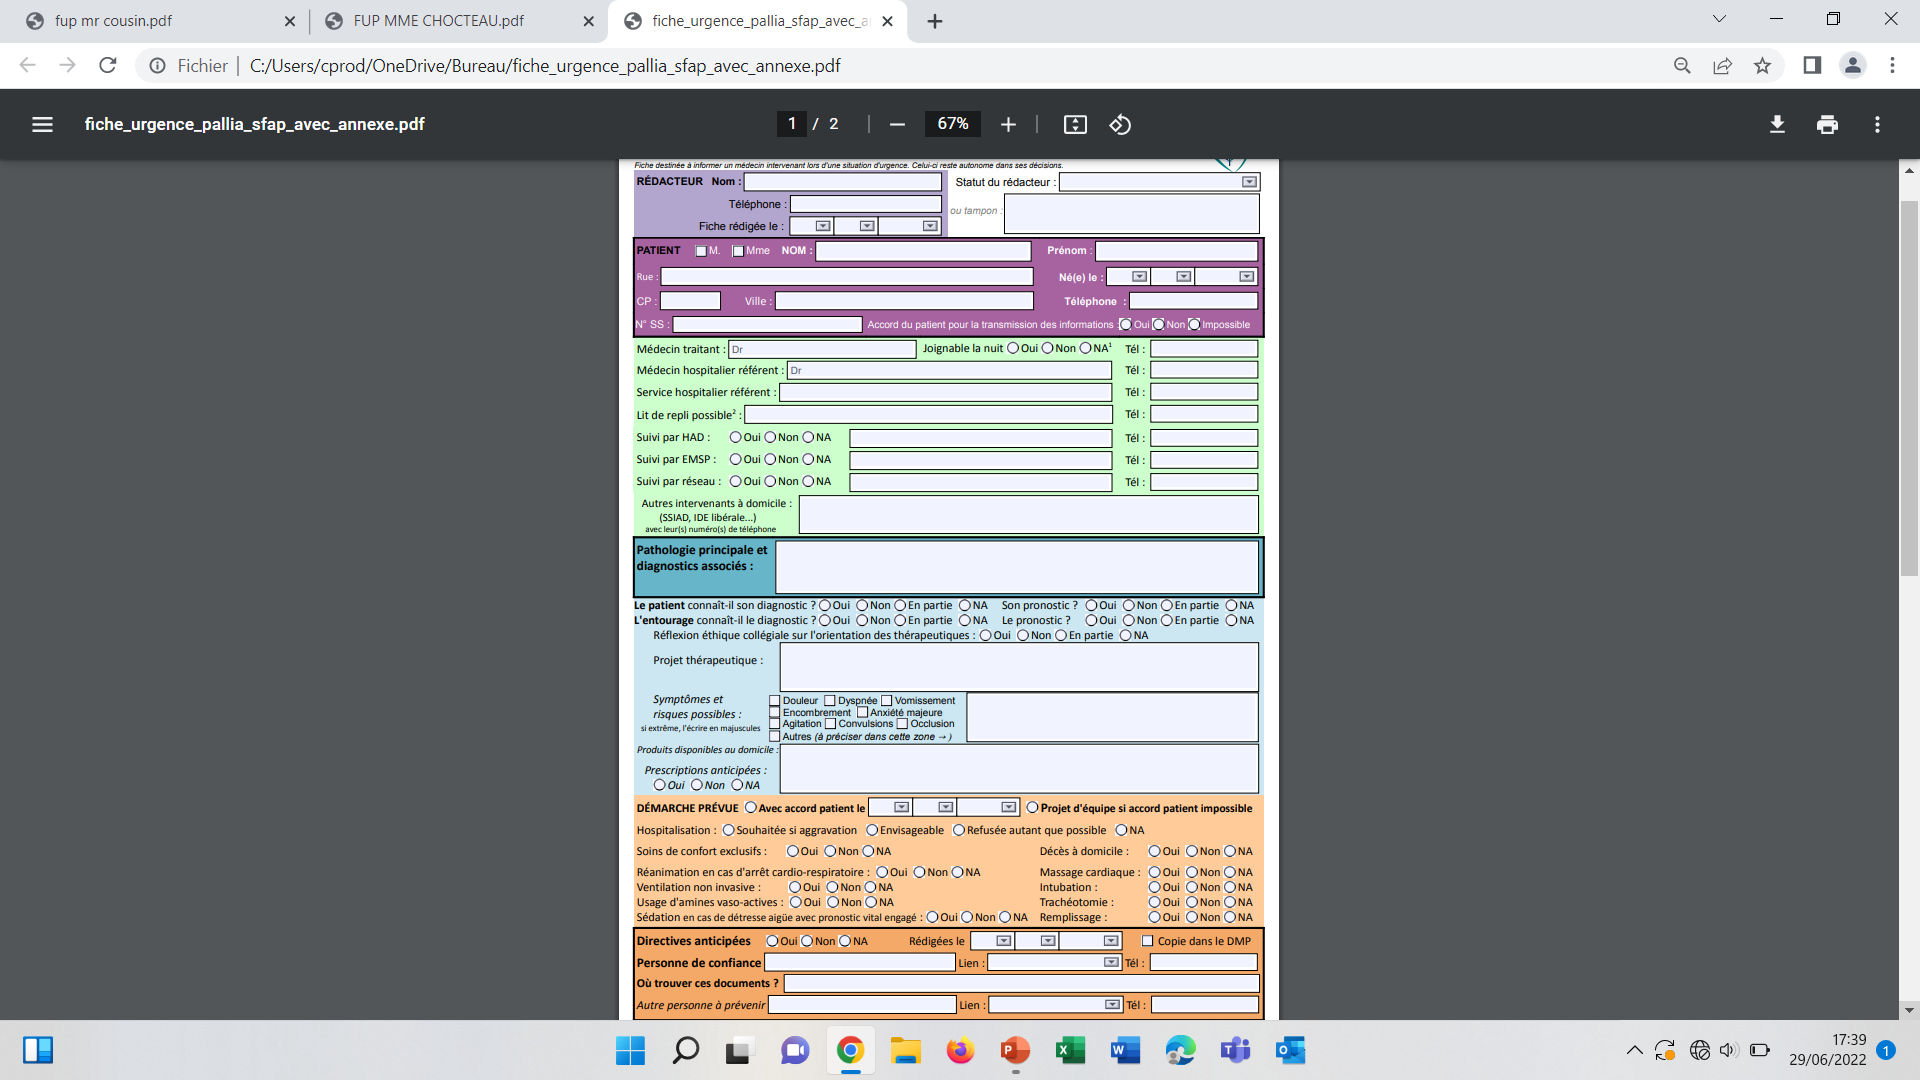 fup mr cousin.pdf
FUP MME CHOCTEAU.pdf
fiche_urgence_pallia_sfap_avec_a
Fichier
C:/Users/cprod/OneDrive/Bureau/fiche_urgence_pallia_sfap_avec_annexe.pdf
fiche_urgence_pallia_sfap_avec_annexe.pdf
1 / 2
67%
Fiche destinée à informer un médecin intervenant lors d'une situation d'urgence. Celui-ci reste autonome dans ses décisions.
RÉDACTEUR Nom : Statut du rédacteur :
Téléphone : ou tampon :
Fiche rédigée le :
PATIENT M. Mme NOM : Prénom :
Rue : Né(e) le :
CP : Ville : Téléphone :
N° SS : Accord du patient pour la transmission des informations : Oui Non Impossible
Médecin traitant : Dr Joignable la nuit Oui Non NA¹ Tél :
Médecin hospitalier référent : Dr Tél :
Service hospitalier référent : Tél :
Lit de repli possible² : Tél :
Suivi par HAD : Oui Non NA Tél :
Suivi par EMSP : Oui Non NA Tél :
Suivi par réseau : Oui Non NA Tél :
Autres intervenants à domicile :
(SSIAD, IDE libérale...)
avec leur(s) numéro(s) de téléphone
Pathologie principale et
diagnostics associés :
Le patient connaît-il son diagnostic ? Oui Non En partie NA Son pronostic ? Oui Non En partie NA
L'entourage connaît-il le diagnostic ? Oui Non En partie NA Le pronostic ? Oui Non En partie NA
Réflexion éthique collégiale sur l'orientation des thérapeutiques : Oui Non En partie NA
Projet thérapeutique :
Symptômes et
risques possibles :
si extrême, l'écrire en majuscules
Douleur Dyspnée Vomissement
Encombrement Anxiété majeure
Agitation Convulsions Occlusion
Autres (à préciser dans cette zone → )
Produits disponibles au domicile :
Prescriptions anticipées :
Oui Non NA
DÉMARCHE PRÉVUE Avec accord patient le Projet d'équipe si accord patient impossible
Hospitalisation : Souhaitée si aggravation Envisageable Refusée autant que possible NA
Soins de confort exclusifs : Oui Non NA Décès à domicile : Oui Non NA
Réanimation en cas d'arrêt cardio-respiratoire : Oui Non NA Massage cardiaque : Oui Non NA
Ventilation non invasive : Oui Non NA Intubation : Oui Non NA
Usage d'amines vaso-actives : Oui Non NA Trachéotomie : Oui Non NA
Sédation en cas de détresse aigüe avec pronostic vital engagé : Oui Non NA Remplissage : Oui Non NA
Directives anticipées Oui Non NA Rédigées le Copie dans le DMP
Personne de confiance Lien : Tél :
Où trouver ces documents ?
Autre personne à prévenir Lien : Tél :
17:39
29/06/2022
1